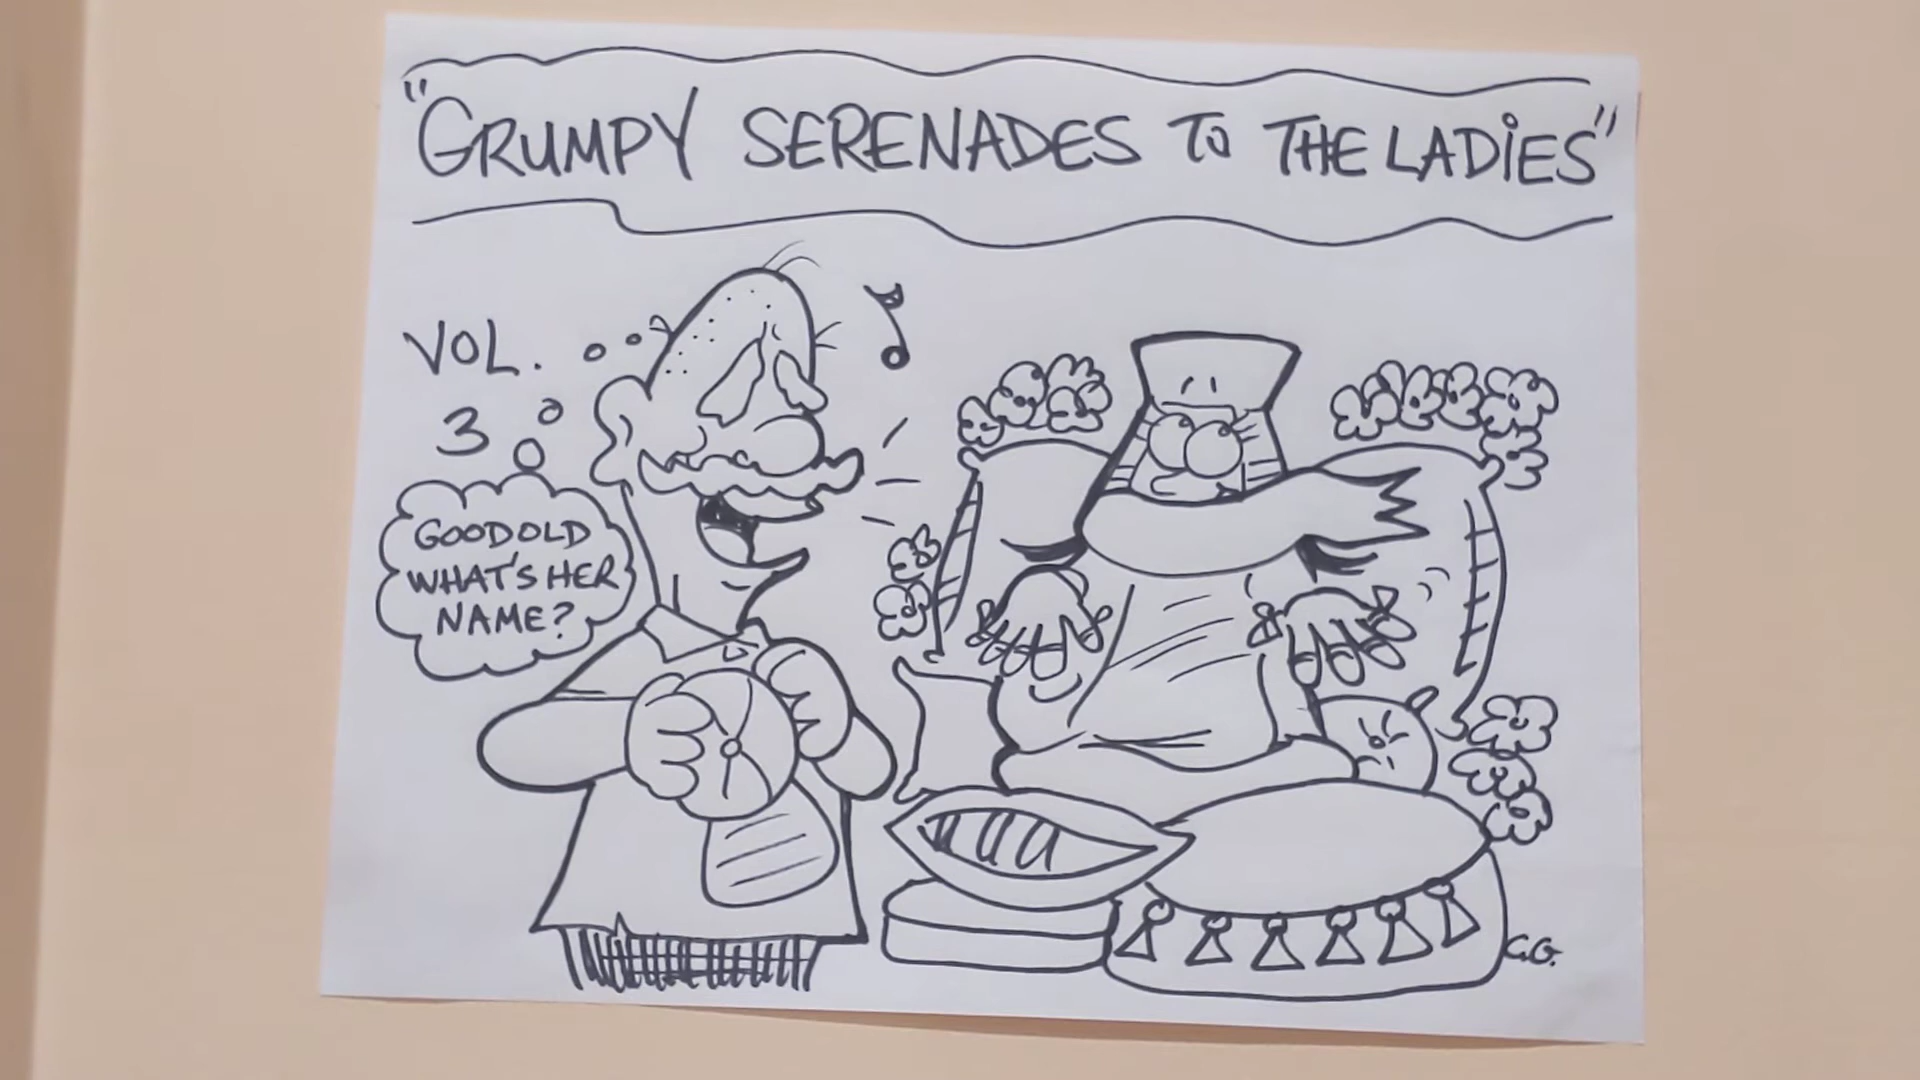 "GRUMPY SERENADES TO THE LADIES"
VOL.
3
GOOD OLD
WHAT'S HER
NAME?
C.G.